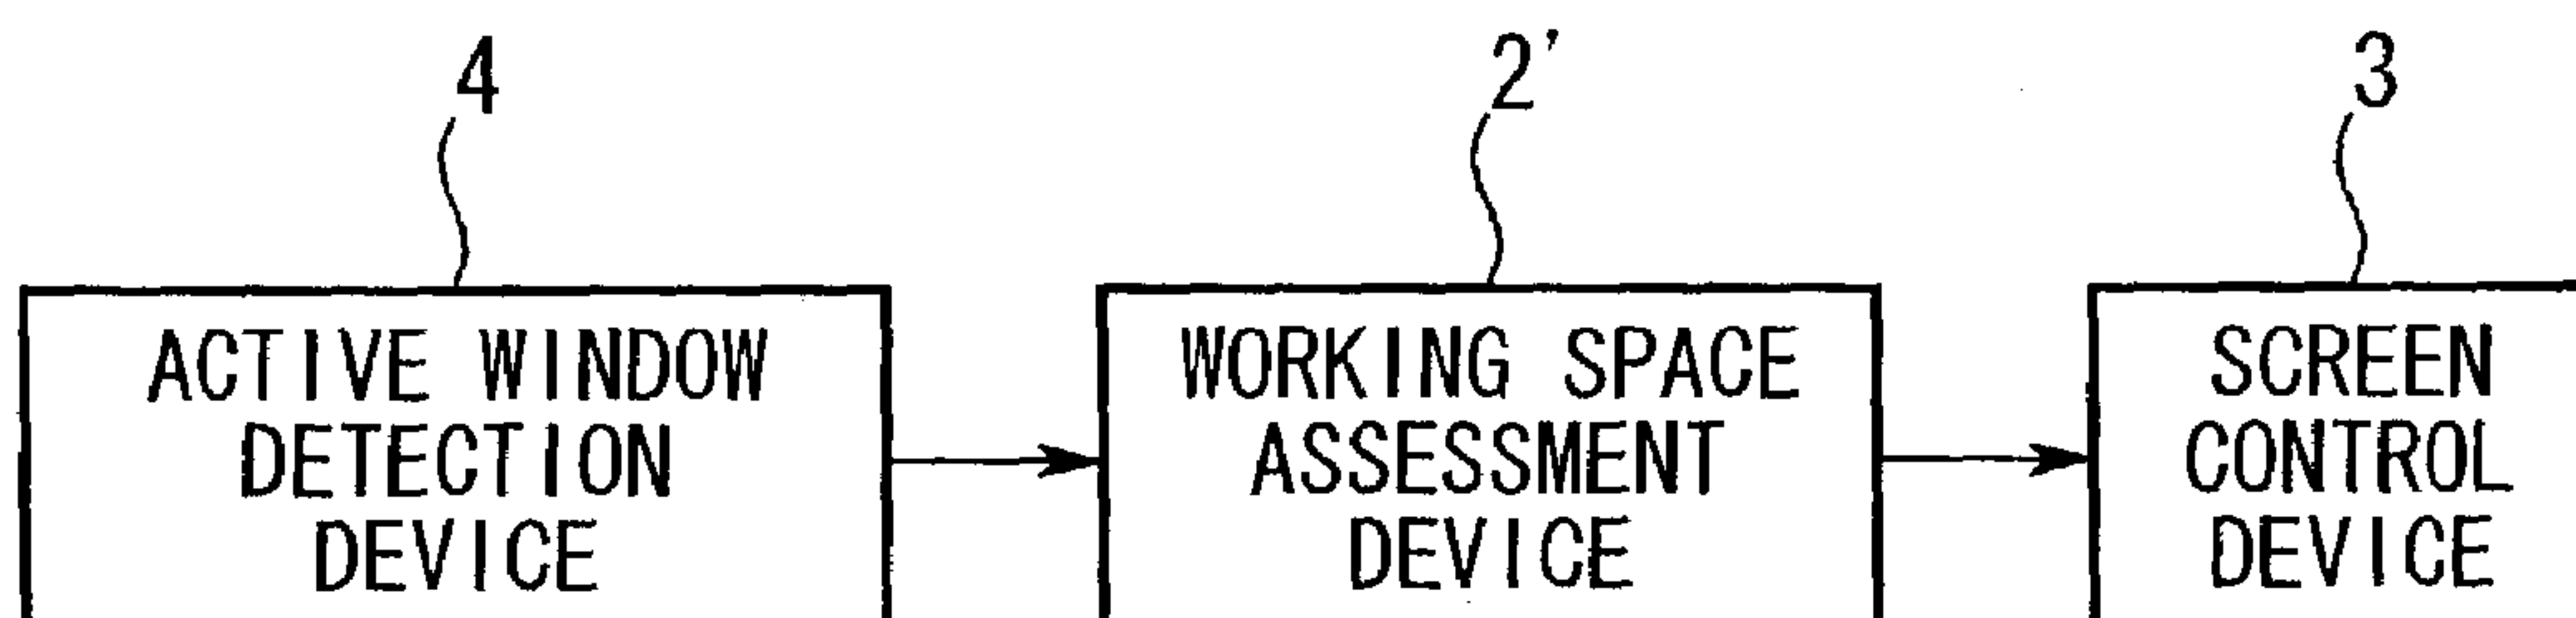 4
2'
3
ACTIVE WINDOW
DETECTION
DEVICE
WORKING SPACE
ASSESSMENT
DEVICE
SCREEN
CONTROL
DEVICE